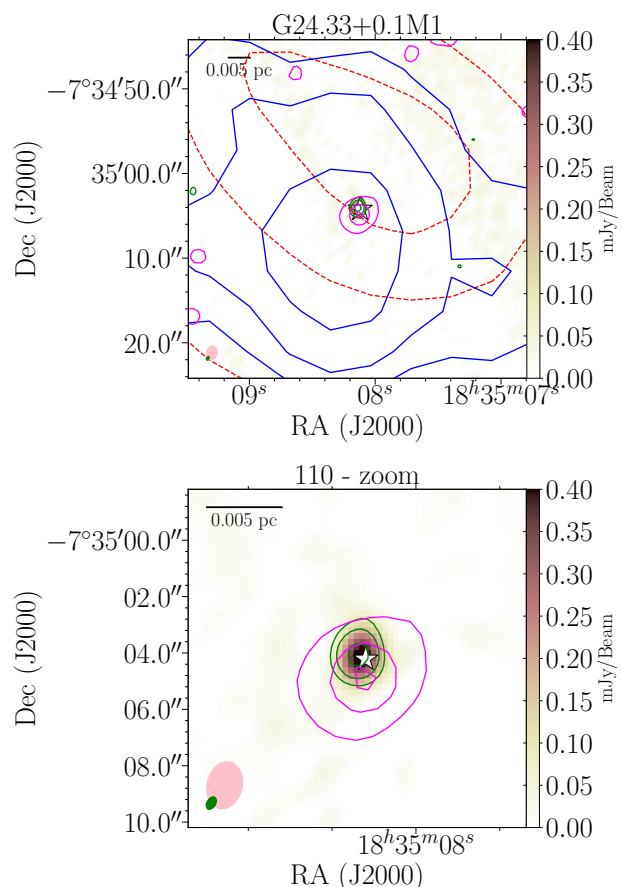 G24.33+0.1M1
0.005 pc
−7°34′50.0″
35′00.0″
10.0″
20.0″
Dec (J2000)
09ˢ 08ˢ 18ʰ35ᵐ07ˢ
RA (J2000)
0.40
0.35
0.30
0.25
0.20
0.15
0.10
0.05
0.00
mJy/Beam
110 - zoom
0.005 pc
−7°35′00.0″
02.0″
04.0″
06.0″
08.0″
10.0″
Dec (J2000)
18ʰ35ᵐ08ˢ
RA (J2000)
0.40
0.35
0.30
0.25
0.20
0.15
0.10
0.05
0.00
mJy/Beam